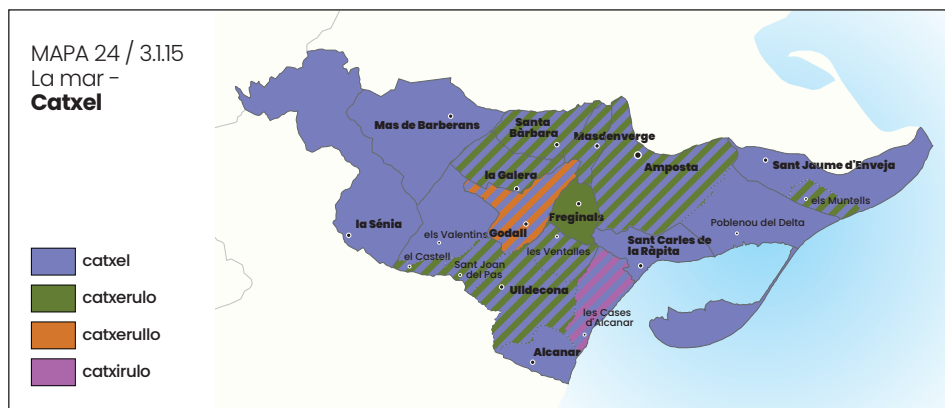 MAPA 24 / 3.1.15
La mar -
Catxel
catxel
catxerulo
catxerullo
catxirulo
Mas de Barberans
Santa
Bàrbara
Masdenverge
Amposta
Sant Jaume d'Enveja
els Muntells
la Galera
Freginals
Poblenou del Delta
la Sénia
els Valentins
Godall
les Ventalles
Sant Carles de
la Ràpita
el Castell
Sant Joan
del Pas
Ulldecona
les Cases
d'Alcanar
Alcanar